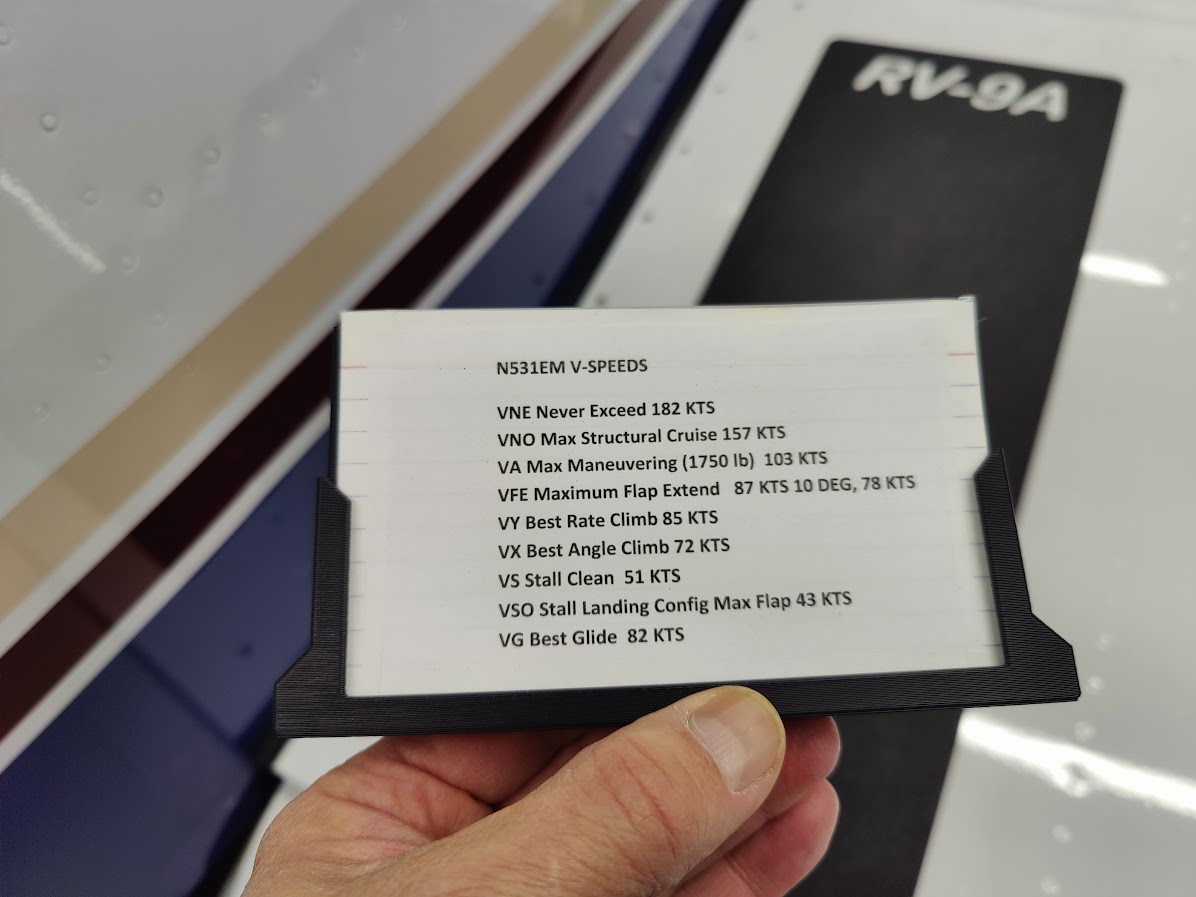 RV-9A
N531EM V-SPEEDS
VNE Never Exceed 182 KTS
VNO Max Structural Cruise 157 KTS
VA Max Maneuvering (1750 lb) 103 KTS
VFE Maximum Flap Extend 87 KTS 10 DEG, 78 KTS
VY Best Rate Climb 85 KTS
VX Best Angle Climb 72 KTS
VS Stall Clean 51 KTS
VSO Stall Landing Config Max Flap 43 KTS
VG Best Glide 82 KTS